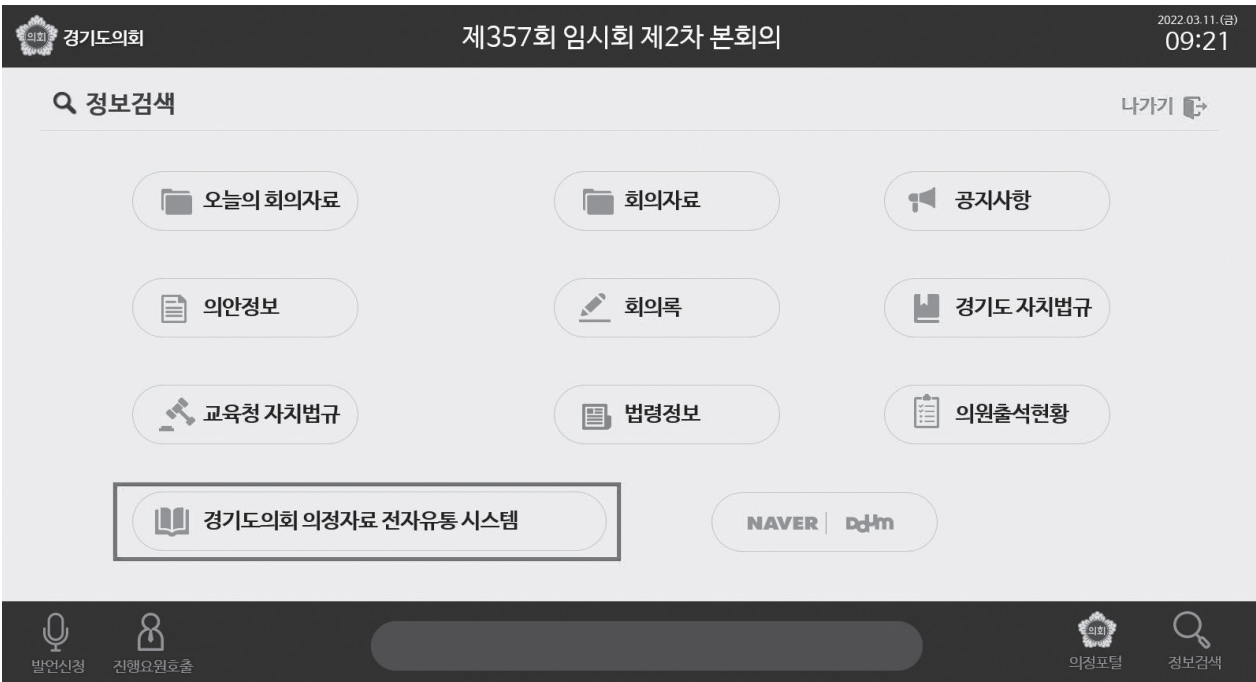 의회 경기도의회
제357회 임시회 제2차 본회의
2022.03.11.(금)
09:21
정보검색
나가기
오늘의 회의자료
회의자료
공지사항
의안정보
회의록
경기도 자치법규
교육청 자치법규
법령정보
의원출석현황
경기도의회 의정자료 전자유통 시스템
NAVER
Daum
발언신청
진행요원호출
의회
의정포털
정보검색